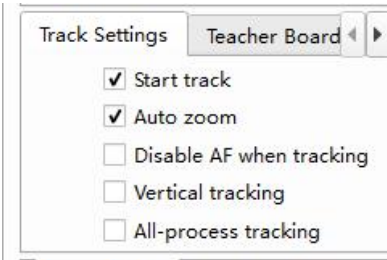 Track Settings Teacher Board
Start track
Auto zoom
Disable AF when tracking
Vertical tracking
All-process tracking